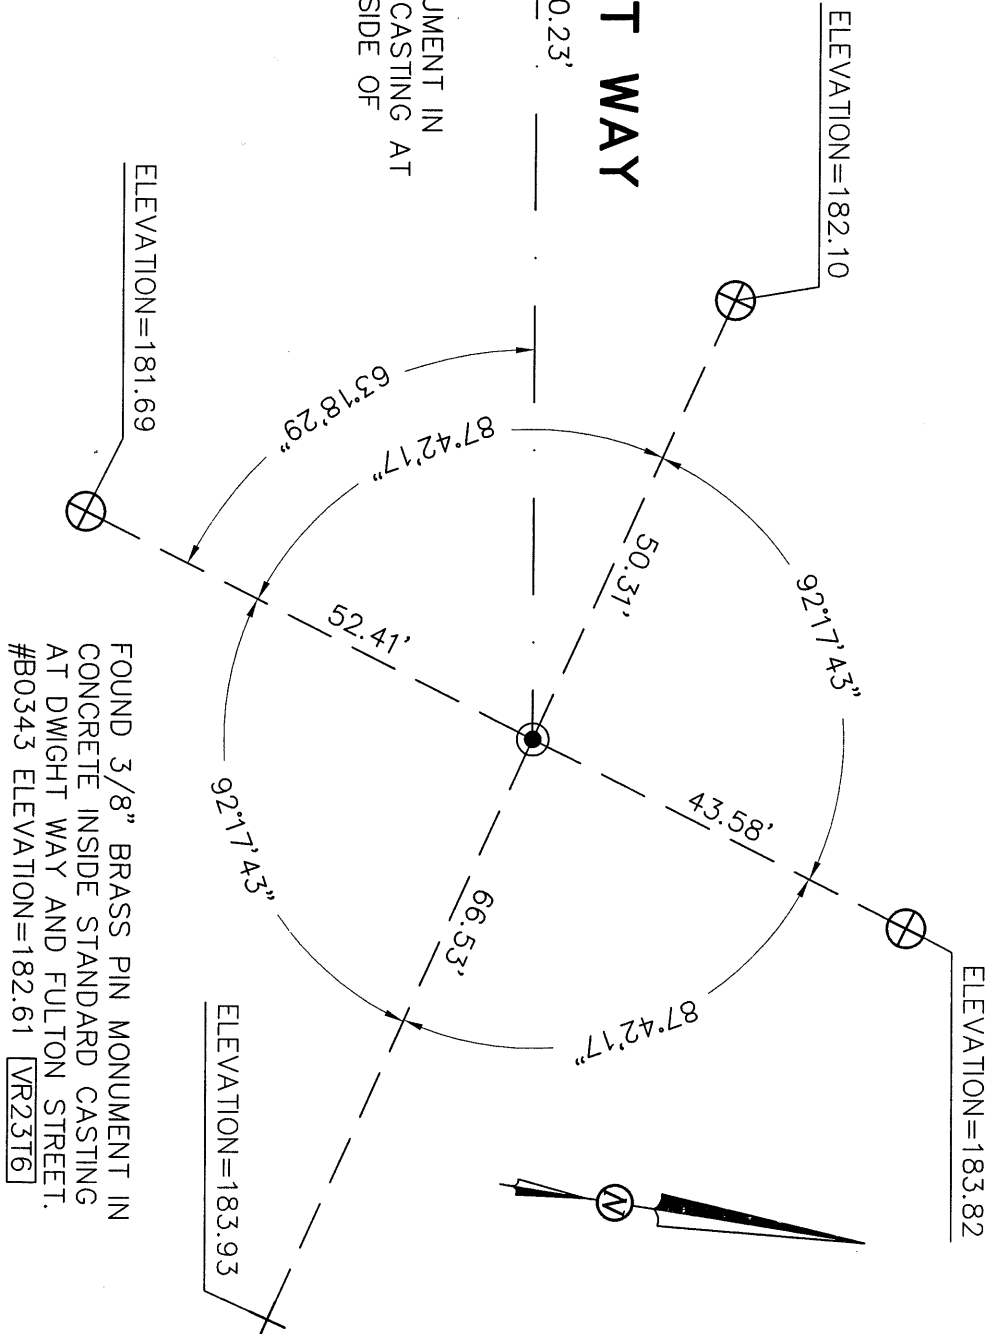 ELEVATION=182.10
T WAY
0.23'
UMENT IN
CASTING AT
SIDE OF
ELEVATION=181.69
63°18'29"
87°42'17"
50.31'
92°17'43"
52.41'
43.58'
92°17'43"
66.53'
87°42'17"
ELEVATION=183.82
N
ELEVATION=183.93
FOUND 3/8" BRASS PIN MONUMENT IN
CONCRETE INSIDE STANDARD CASTING
AT DWIGHT WAY AND FULTON STREET.
#B0343 ELEVATION=182.61 VR23T6